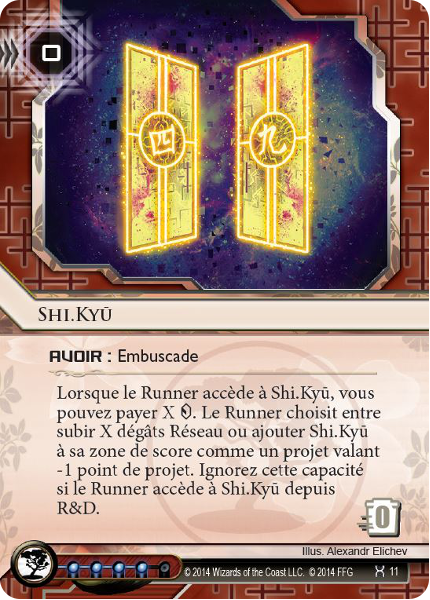 0
四 九
SHI.KYŪ
AVOIR : Embuscade
Lorsque le Runner accède à Shi.Kyū, vous
pouvez payer X . Le Runner choisit entre
subir X dégâts Réseau ou ajouter Shi.Kyū
à sa zone de score comme un projet valant
-1 point de projet. Ignorez cette capacité
si le Runner accède à Shi.Kyū depuis
R&D.
0
Illus. Alexandr Elichev
© 2014 Wizards of the Coast LLC. © 2014 FFG 11